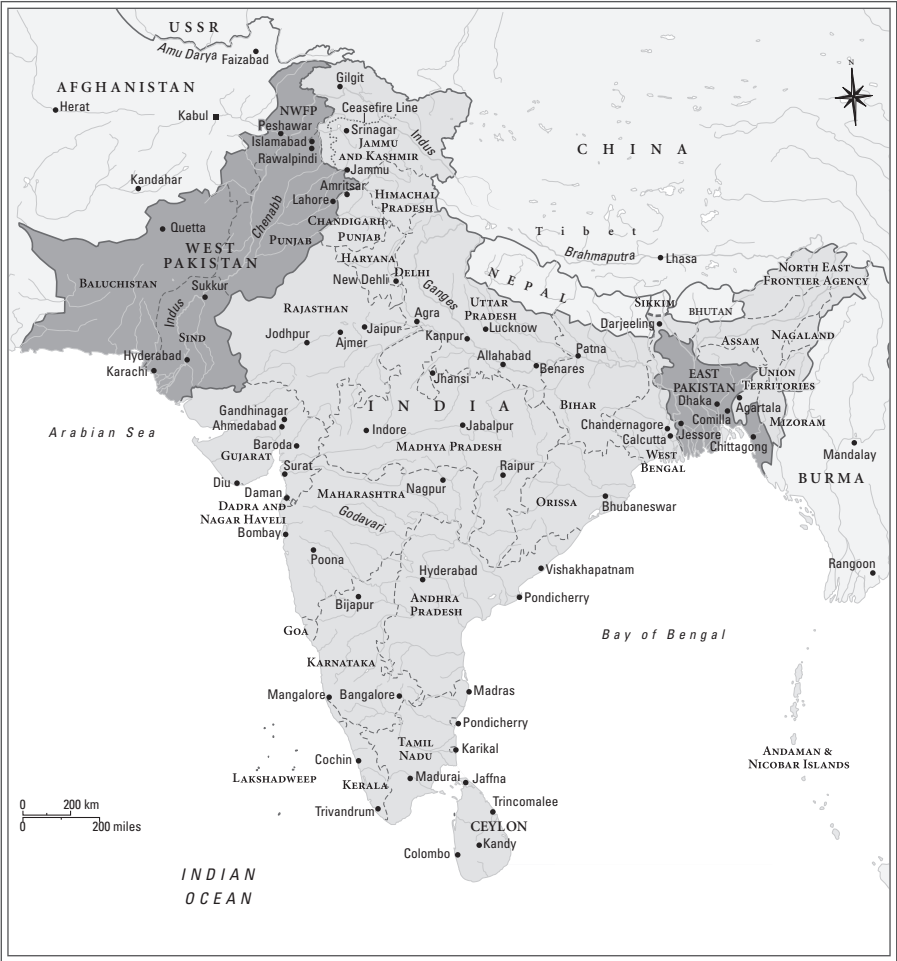 USSR
Amu Darya
Faizabad
AFGHANISTAN
Gilgit
N
Herat
Kabul
NWFP
Ceasefire Line
Peshawar
Srinagar
Indus
Islamabad
JAMMU
AND KASHMIR
Rawalpindi
CHINA
Jammu
Kandahar
Amritsar
Lahore
HIMACHAL
PRADESH
Chenabb
CHANDIGARH
Quetta
PUNJAB
PUNJAB
Tibet
WEST
PAKISTAN
Brahmaputra
Lhasa
HARYANA
NORTH EAST
FRONTIER AGENCY
DELHI
New Dehli
NEPAL
BALUCHISTAN
Sukkur
Ganges
Indus
RAJASTHAN
UTTAR
PRADESH
SIKKIM
BHUTAN
Agra
Darjeeling
Jaipur
Lucknow
SIND
Jodhpur
Ajmer
Kanpur
ASSAM
NAGALAND
Hyderabad
Allahabad
Patna
Karachi
Benares
Jhansi
EAST
PAKISTAN
UNION
TERRITORIES
Dhaka
INDIA
BIHAR
Agartala
Gandhinagar
Comilla
Ahmedabad
Chandernagore
MIZORAM
Arabian Sea
Indore
Jabalpur
Calcutta
Jessore
Baroda
MADHYA PRADESH
Chittagong
GUJARAT
WEST
BENGAL
Mandalay
Surat
Raipur
BURMA
Diu
Daman
MAHARASHTRA
Nagpur
DADRA AND
NAGAR HAVELI
ORISSA
Bhubaneswar
Godavari
Bombay
Poona
Rangoon
Hyderabad
Vishakhapatnam
Bijapur
ANDHRA
PRADESH
Pondicherry
GOA
Bay of Bengal
KARNATAKA
Mangalore
Bangalore
Madras
Pondicherry
TAMIL
NADU
Karikal
Cochin
ANDAMAN &
NICOBAR ISLANDS
LAKSHADWEEP
KERALA
Madurai
Jaffna
Trivandrum
Trincomalee
0 200 km
0 200 miles
CEYLON
Kandy
Colombo
INDIAN
OCEAN